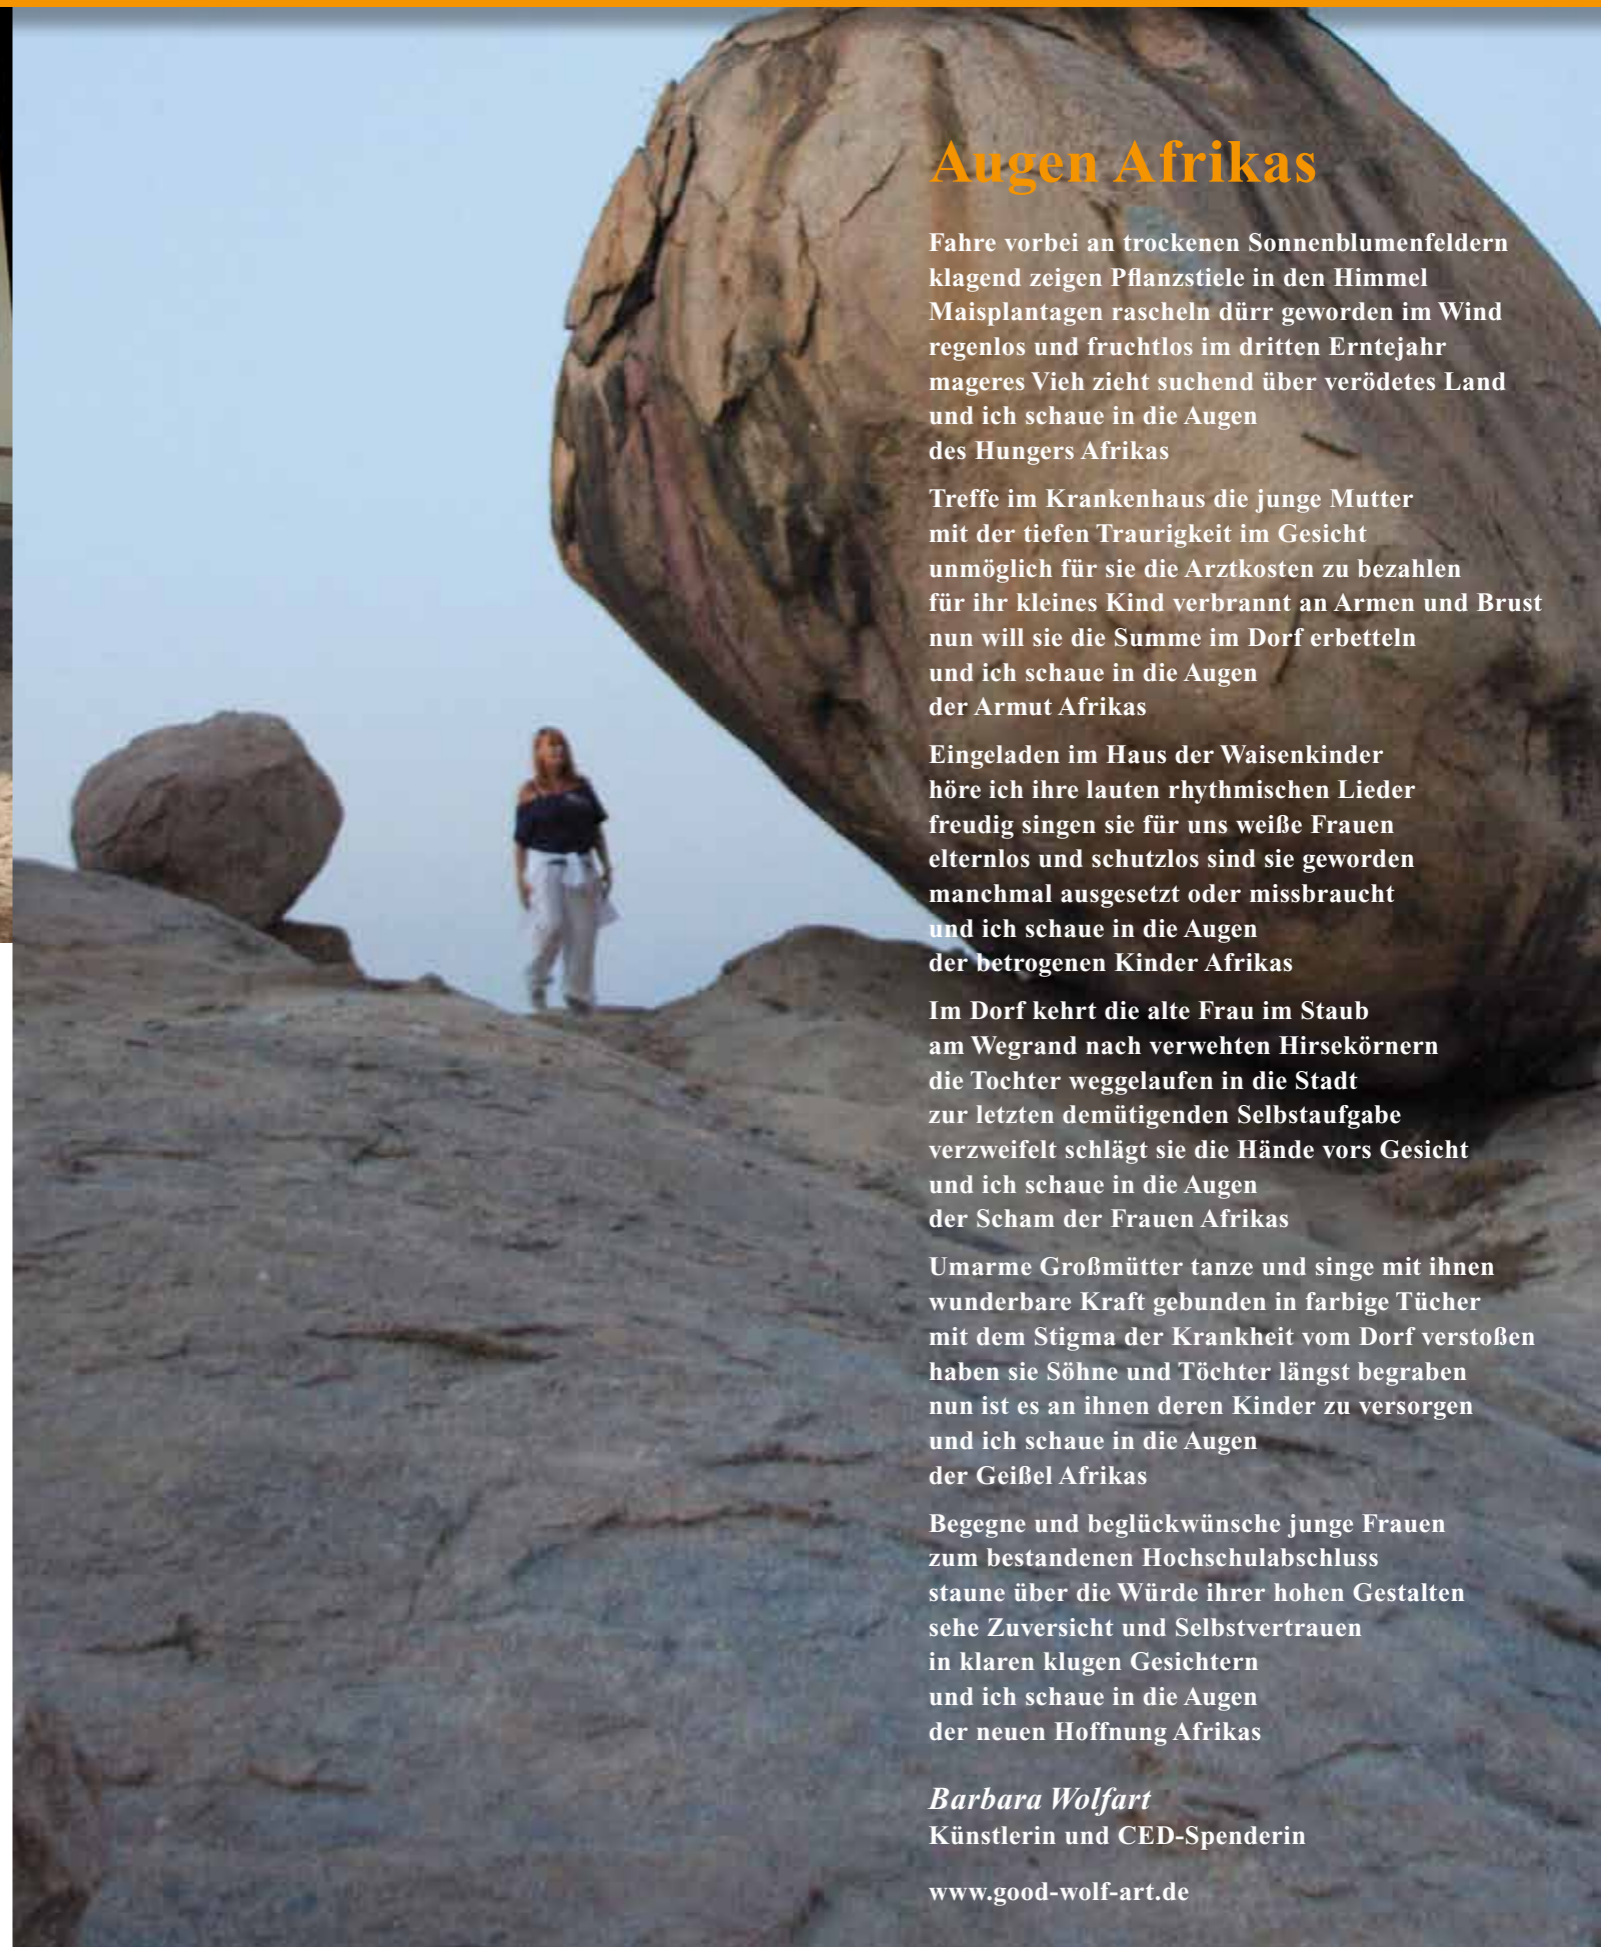 Augen Afrikas
Fahre vorbei an trockenen Sonnenblumenfeldern
klagend zeigen Pflanzstiele in den Himmel
Maisplantagen rascheln dürr geworden im Wind
regenlos und fruchtlos im dritten Erntejahr
mageres Vieh zieht suchend über verödetes Land
und ich schaue in die Augen
des Hungers Afrikas
Treffe im Krankenhaus die junge Mutter
mit der tiefen Traurigkeit im Gesicht
unmöglich für sie die Arztkosten zu bezahlen
für ihr kleines Kind verbrannt an Armen und Brust
nun will sie die Summe im Dorf erbetteln
und ich schaue in die Augen
der Armut Afrikas
Eingeladen im Haus der Waisenkinder
höre ich ihre lauten rhythmischen Lieder
freudig singen sie für uns weiße Frauen
elternlos und schutzlos sind sie geworden
manchmal ausgesetzt oder missbraucht
und ich schaue in die Augen
der betrogenen Kinder Afrikas
Im Dorf kehrt die alte Frau im Staub
am Wegrand nach verwehten Hirsekörnern
die Tochter weggelaufen in die Stadt
zur letzten demütigenden Selbstaufgabe
verzweifelt schlägt sie die Hände vors Gesicht
und ich schaue in die Augen
der Scham der Frauen Afrikas
Umarme Großmütter tanze und singe mit ihnen
wunderbare Kraft gebunden in farbige Tücher
mit dem Stigma der Krankheit vom Dorf verstoßen
haben sie Söhne und Töchter längst begraben
nun ist es an ihnen deren Kinder zu versorgen
und ich schaue in die Augen
der Geißel Afrikas
Begegne und beglückwünsche junge Frauen
zum bestandenen Hochschulabschluss
staune über die Würde ihrer hohen Gestalten
sehe Zuversicht und Selbstvertrauen
in klaren klugen Gesichtern
und ich schaue in die Augen
der neuen Hoffnung Afrikas
Barbara Wolfart
Künstlerin und CED-Spenderin
www.good-wolf-art.de